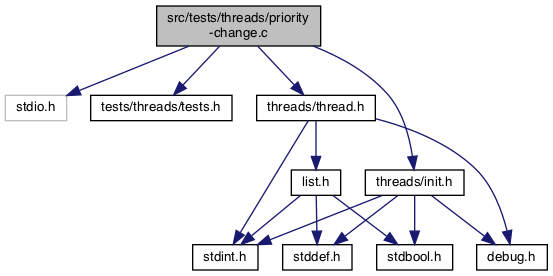 src/tests/threads/priority
-change.c
stdio.h
tests/threads/tests.h
threads/thread.h
list.h
threads/init.h
stdint.h
stddef.h
stdbool.h
debug.h